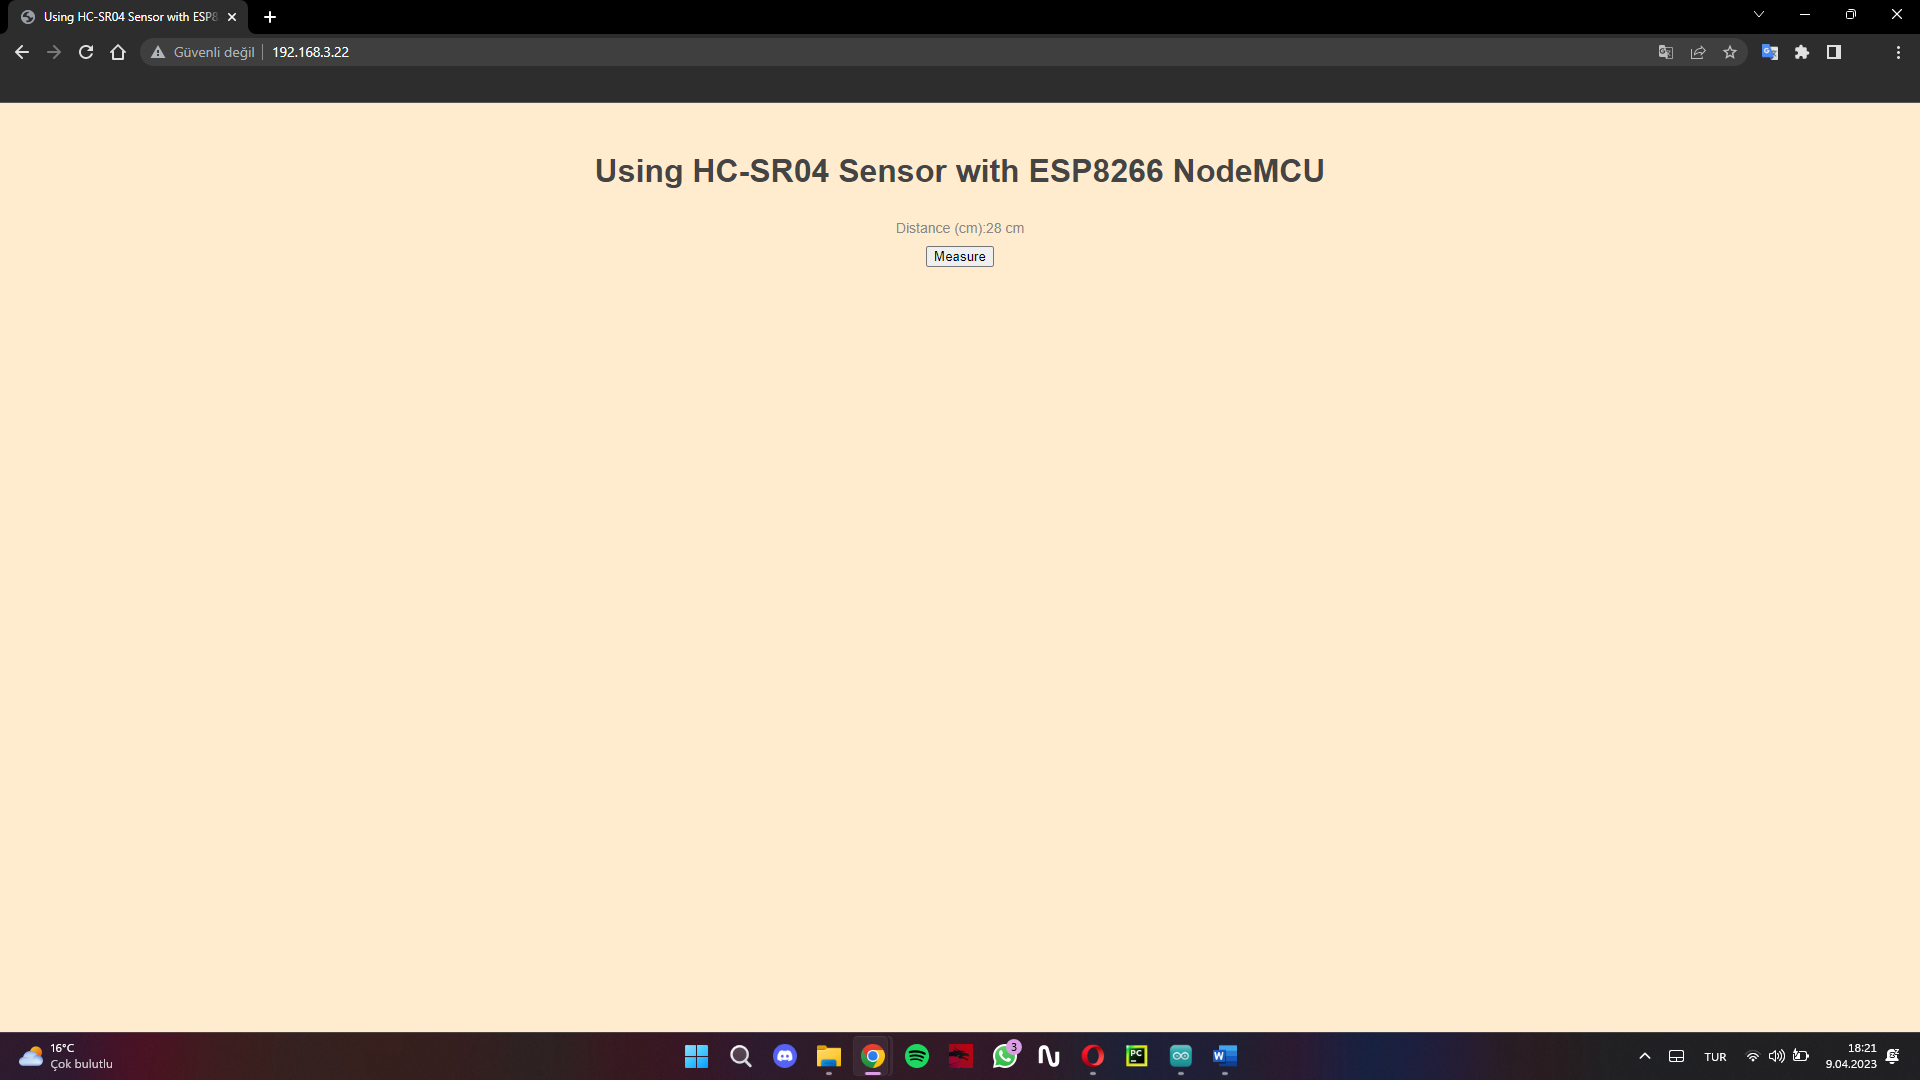 Using HC-SR04 Sensor with ESP8
Güvenli değil
192.168.3.22
Using HC-SR04 Sensor with ESP8266 NodeMCU
Distance (cm):28 cm
Measure
16°C
Çok bulutlu
3
PC
W
TUR
18:21
9.04.2023